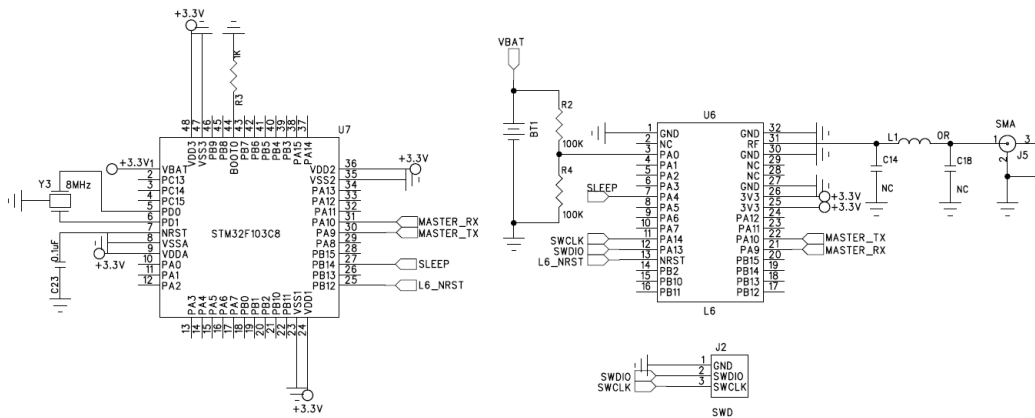 +3.3V
48 VDD3
47 VSS3
46 PB9
45 PB8
44 BOOT0
43 PB7
42 PB6
41 PB5
40 PB4
39 PB3
38 PA15
37 PA14
1K
R3
U7
+3.3V
1 VBAT
2 PC13
3 PC14
4 PC15
5 PD0
6 PD1
7 NRST
8 VSSA
9 VDDA
10 PA0
11 PA1
12 PA2
Y3
8MHz
0.1uF
C23
+3.3V
STM32F103C8
VDD2 36
VSS2 35
PA13 34
PA12 33
PA11 32
PA10 31
PA9 30
PA8 29
PB15 28
PB14 27
PB13 26
PB12 25
+3.3V
MASTER_RX
MASTER_TX
SLEEP
L6_NRST
13 PA3
14 PA4
15 PA5
16 PA6
17 PA7
18 PB0
19 PB1
20 PB2
21 PB10
22 PB11
23 VSS1
24 VDD1
+3.3V
VBAT
BT1
R2
100K
R4
100K
U6
1 GND
2 NC
3 PA0
4 PA1
5 PA2
6 PA3
7 PA4
8 PA5
9 PA6
10 PA7
11 PA14
12 PA13
13 NRST
14 PB2
15 PB10
16 PB11
SLEEP
SWCLK
SWDIO
L6_NRST
GND 32
RF 31
GND 30
NC 29
NC 28
GND 27
3V3 26
3V3 25
PA12 24
PA11 23
PA10 22
PA9 21
PB15 20
PB14 19
PB13 18
PB12 17
L6
+3.3V
+3.3V
MASTER_TX
MASTER_RX
L1
0R
C14
NC
C18
NC
SMA
1
2
3
J5
J2
1 GND
2 SWDIO
3 SWCLK
SWDIO
SWCLK
SWD